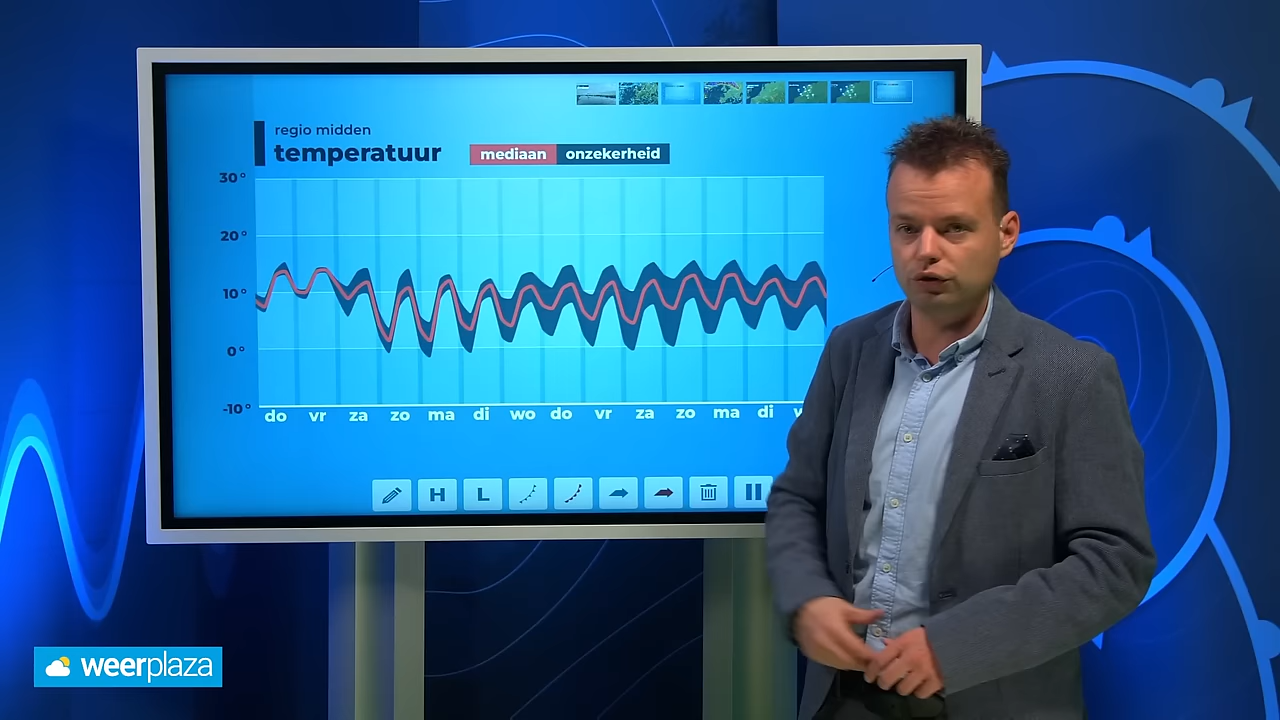 regio midden
temperatuur
mediaan onzekerheid
30°
20°
10°
0°
-10°
do vr za zo ma di wo do vr za zo ma di
H L
weerplaza